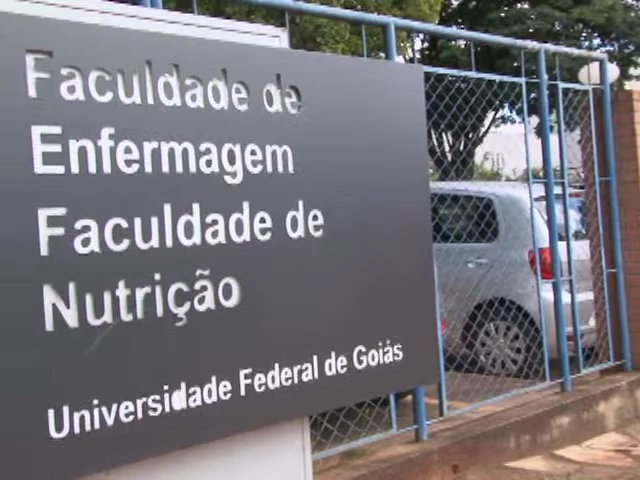 Faculdade de
Enfermagem
Faculdade de
Nutrição
Universidade Federal de Goiás